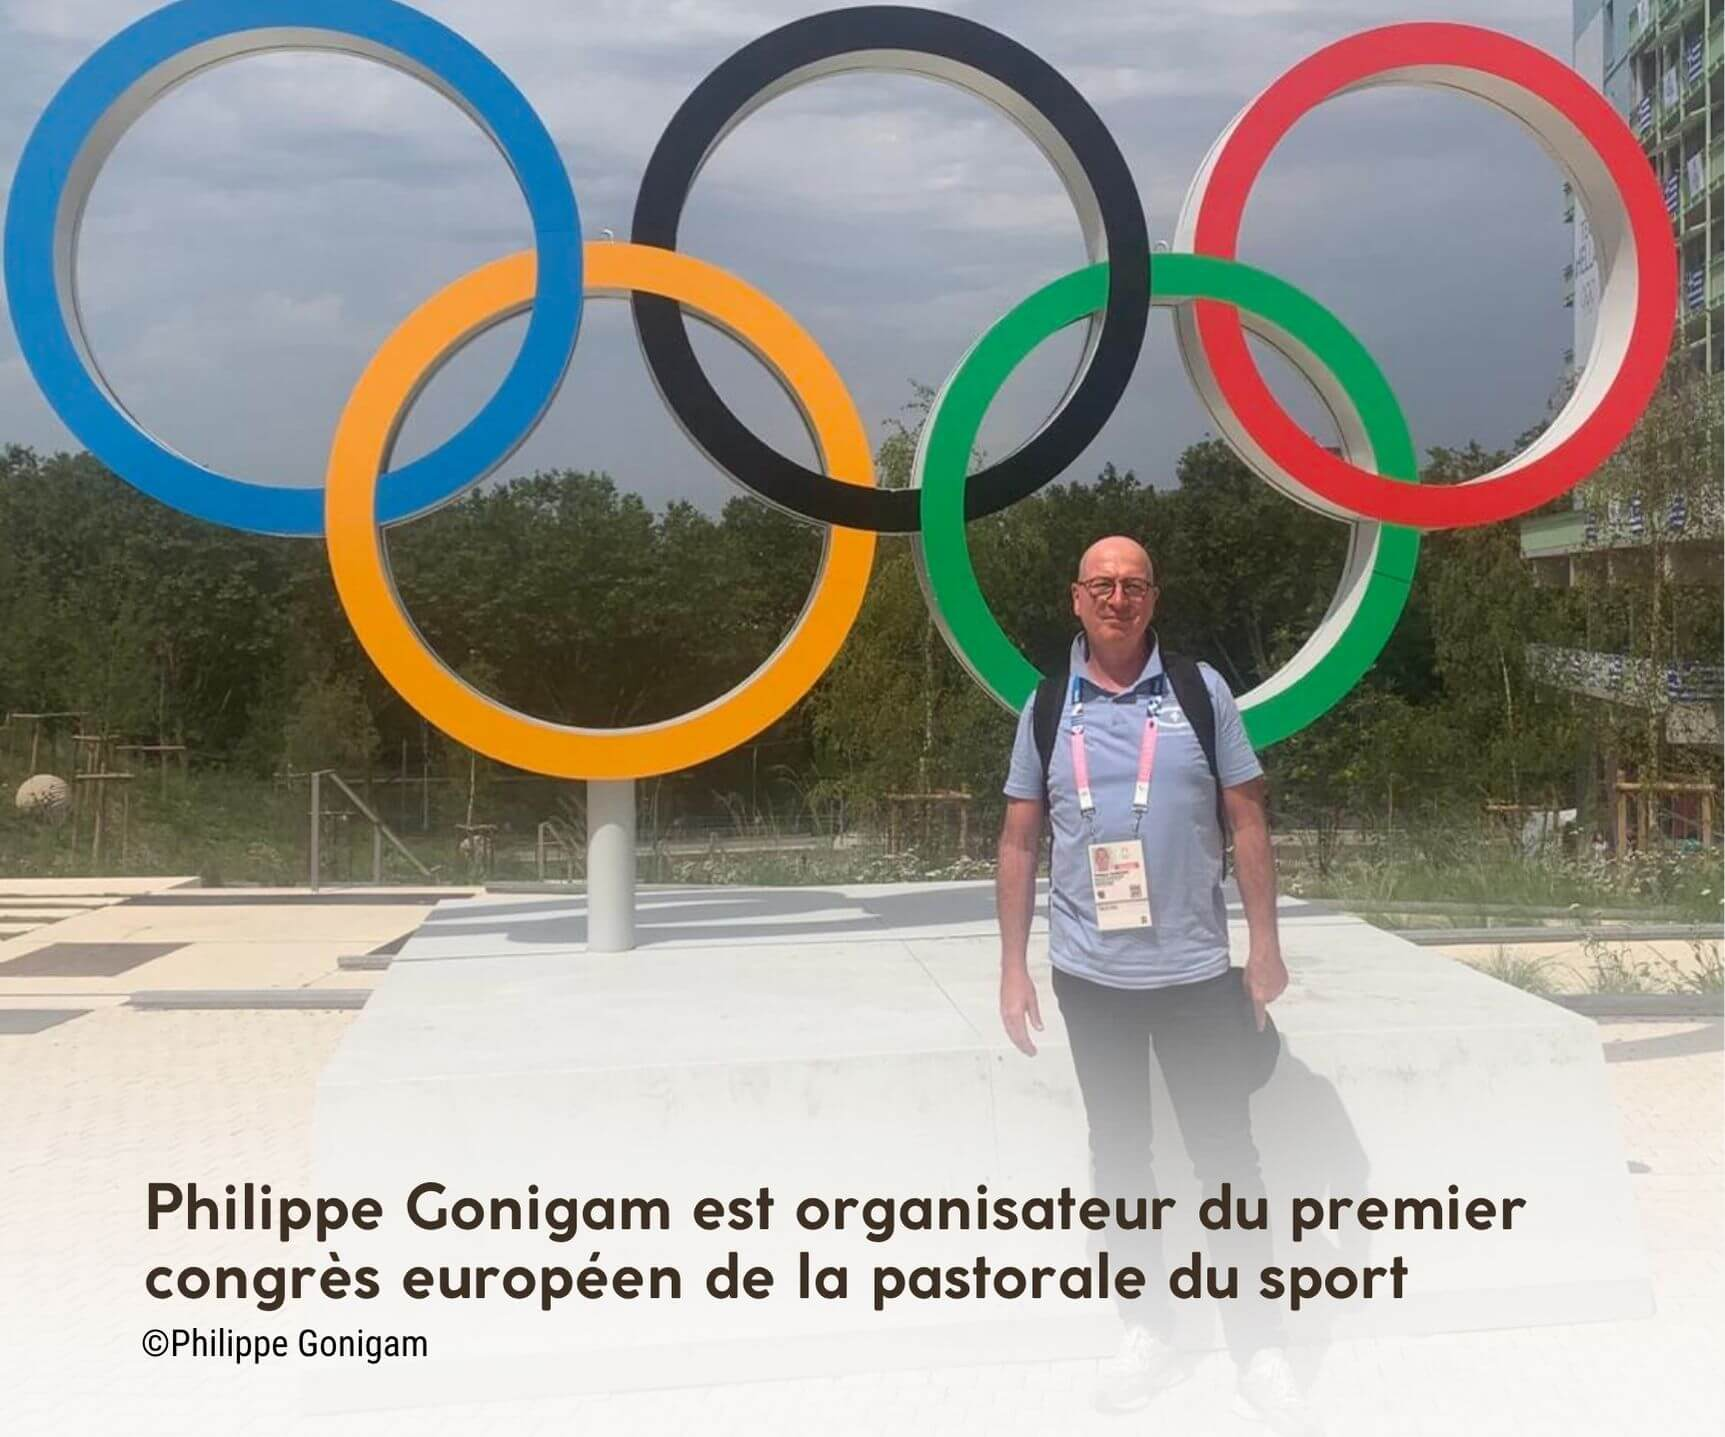 Philippe Gonigam est organisateur du premier
congrès européen de la pastorale du sport
©Philippe Gonigam